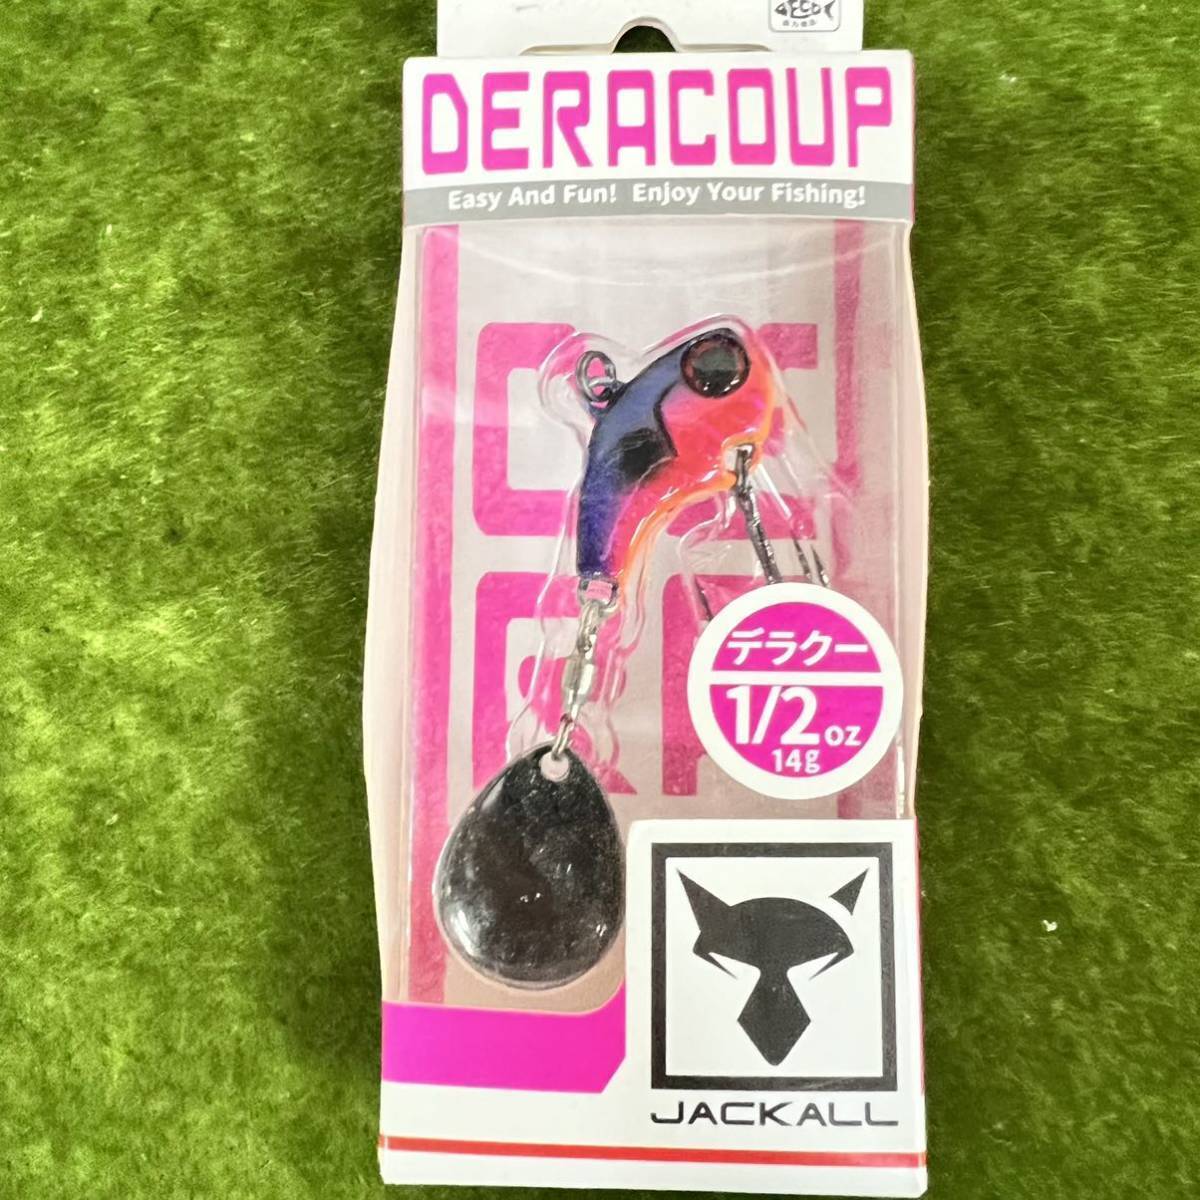 DERACOUP
Easy And Fun! Enjoy Your Fishing!
デラクー
1/2oz
14g
JACKALL